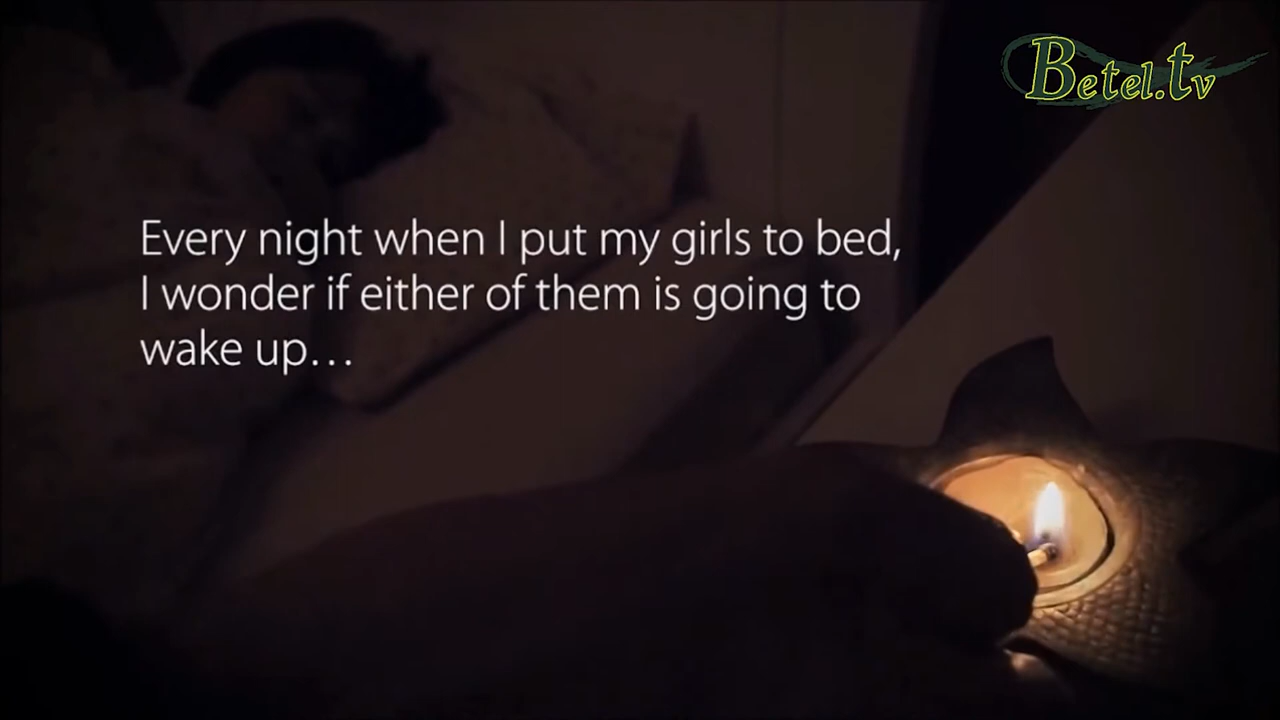 Betel.tv
Every night when I put my girls to bed,
I wonder if either of them is going to
wake up…